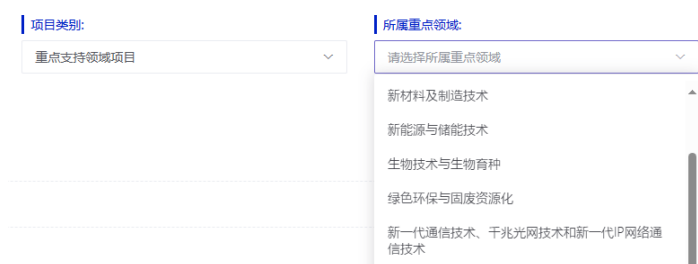 项目类别:
所属重点领域:
重点支持领域项目
请选择所属重点领域
新材料及制造技术
新能源与储能技术
生物技术与生物育种
绿色环保与固废资源化
新一代通信技术、千兆光网技术和新一代IP网络通
信技术